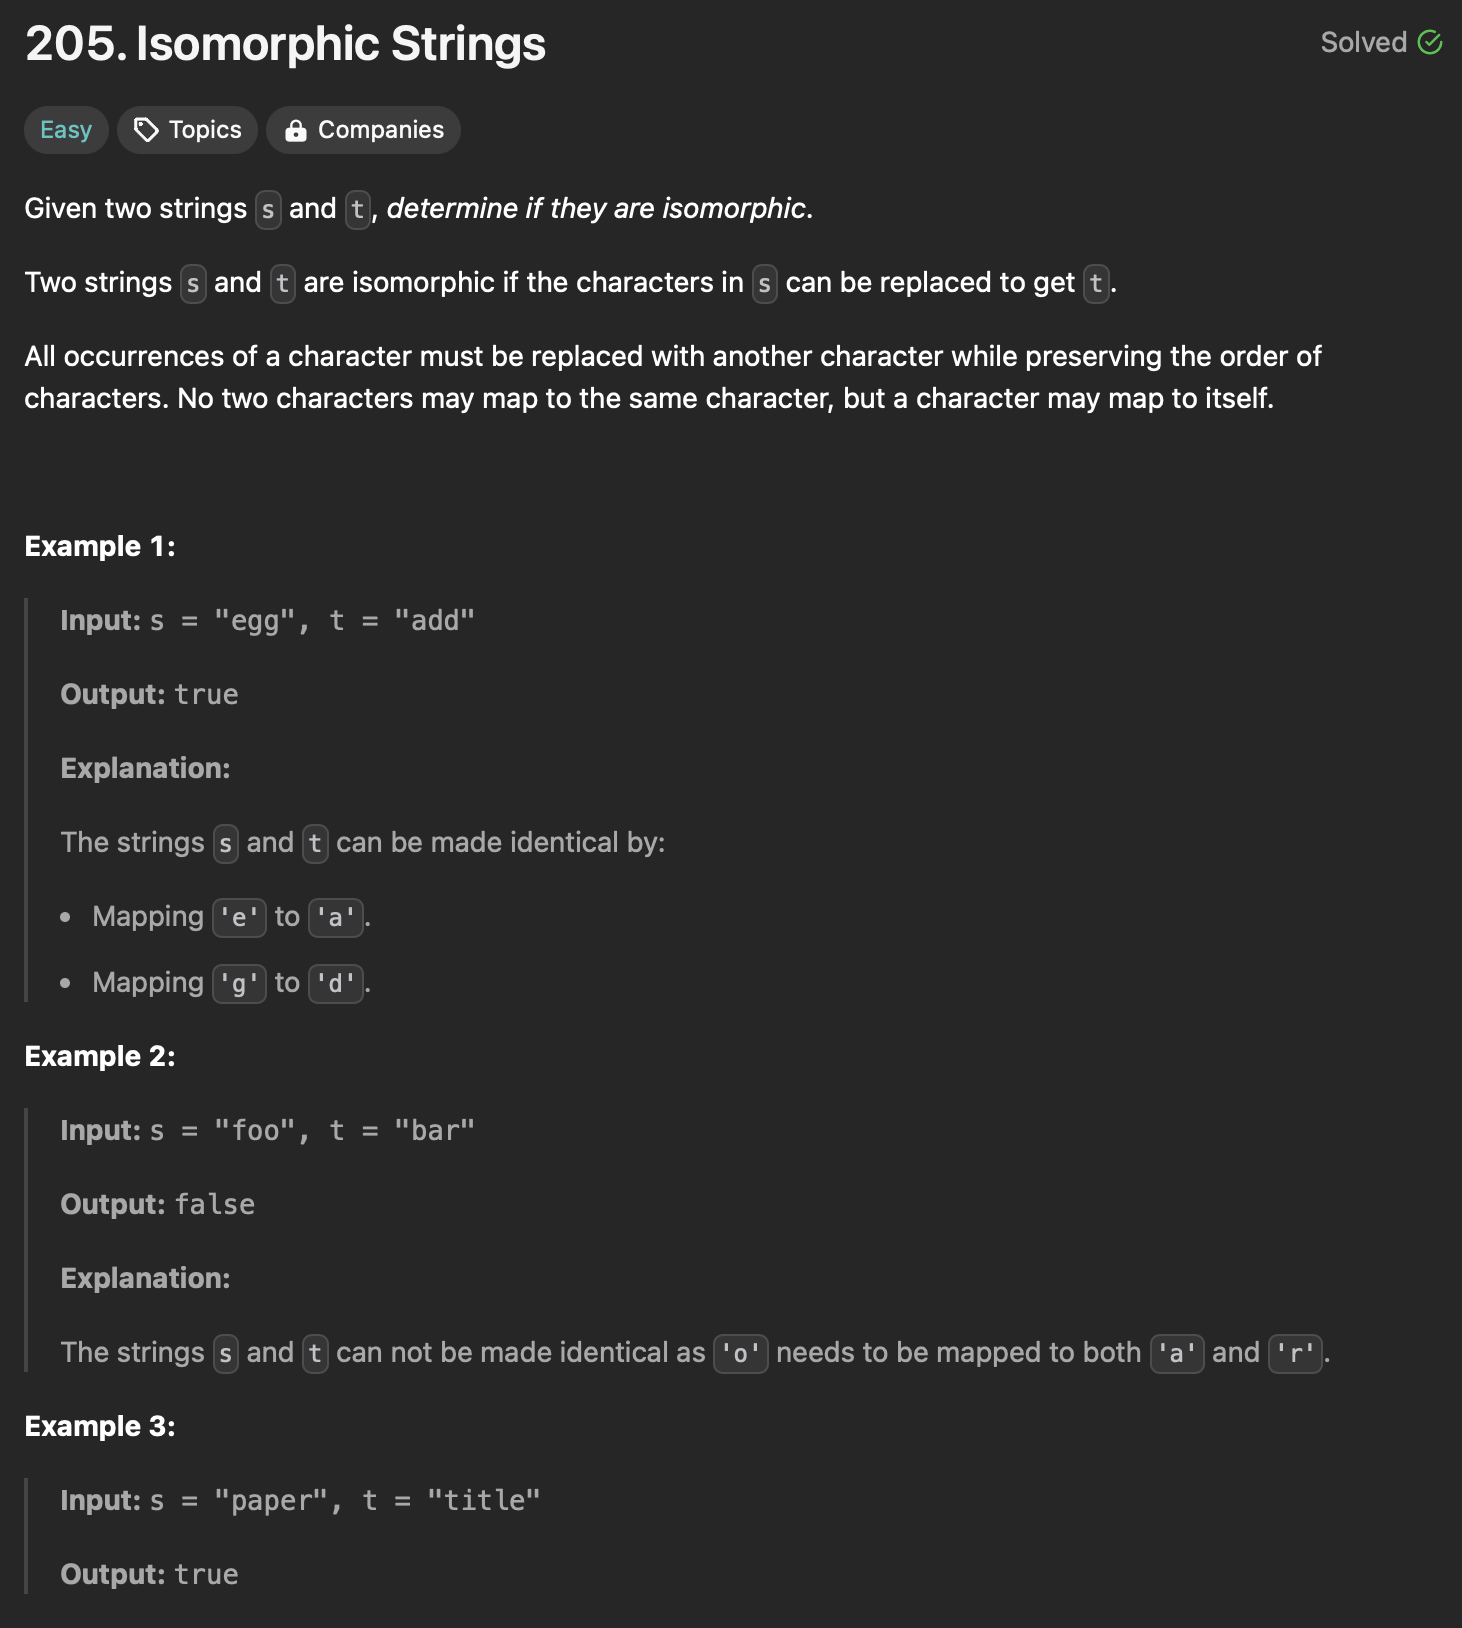 205. Isomorphic Strings
Solved
Easy
Topics
Companies
Given two strings s and t, determine if they are isomorphic.
Two strings s and t are isomorphic if the characters in s can be replaced to get t.
All occurrences of a character must be replaced with another character while preserving the order of
characters. No two characters may map to the same character, but a character may map to itself.
Example 1:
Input: s = "egg", t = "add"
Output: true
Explanation:
The strings s and t can be made identical by:
• Mapping 'e' to 'a'.
• Mapping 'g' to 'd'.
Example 2:
Input: s = "foo", t = "bar"
Output: false
Explanation:
The strings s and t can not be made identical as 'o' needs to be mapped to both 'a' and 'r'.
Example 3:
Input: s = "paper", t = "title"
Output: true